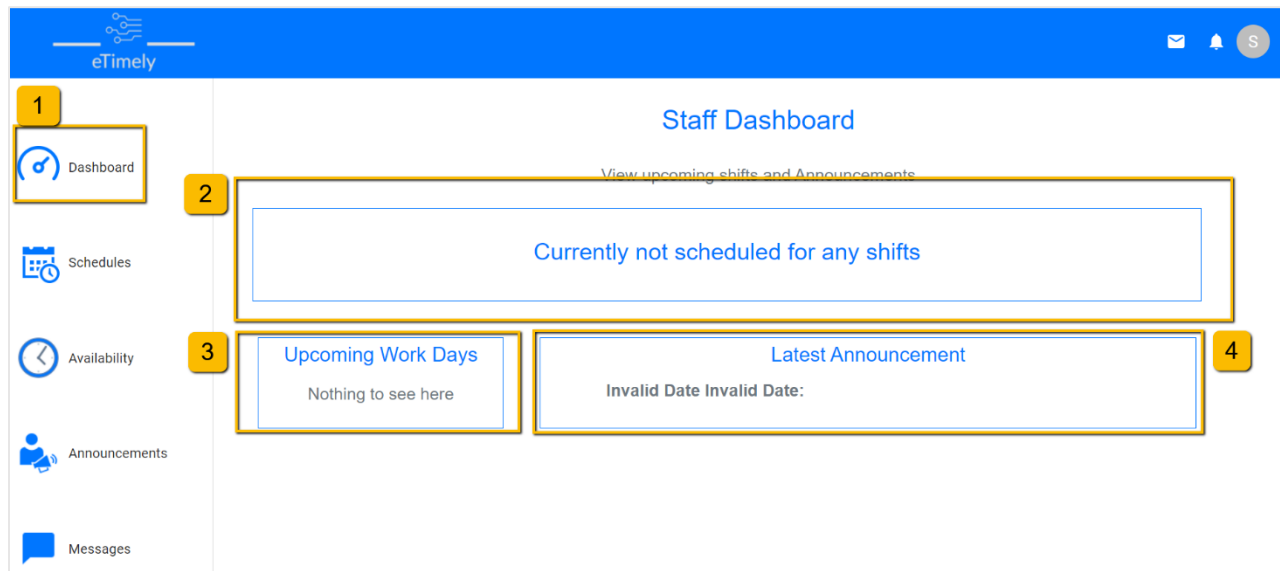 eTimely
S
1
Dashboard
Schedules
Availability
Announcements
Messages
Staff Dashboard
View upcoming shifts and Announcements
2
Currently not scheduled for any shifts
3
Upcoming Work Days
Nothing to see here
Latest Announcement
Invalid Date Invalid Date:
4